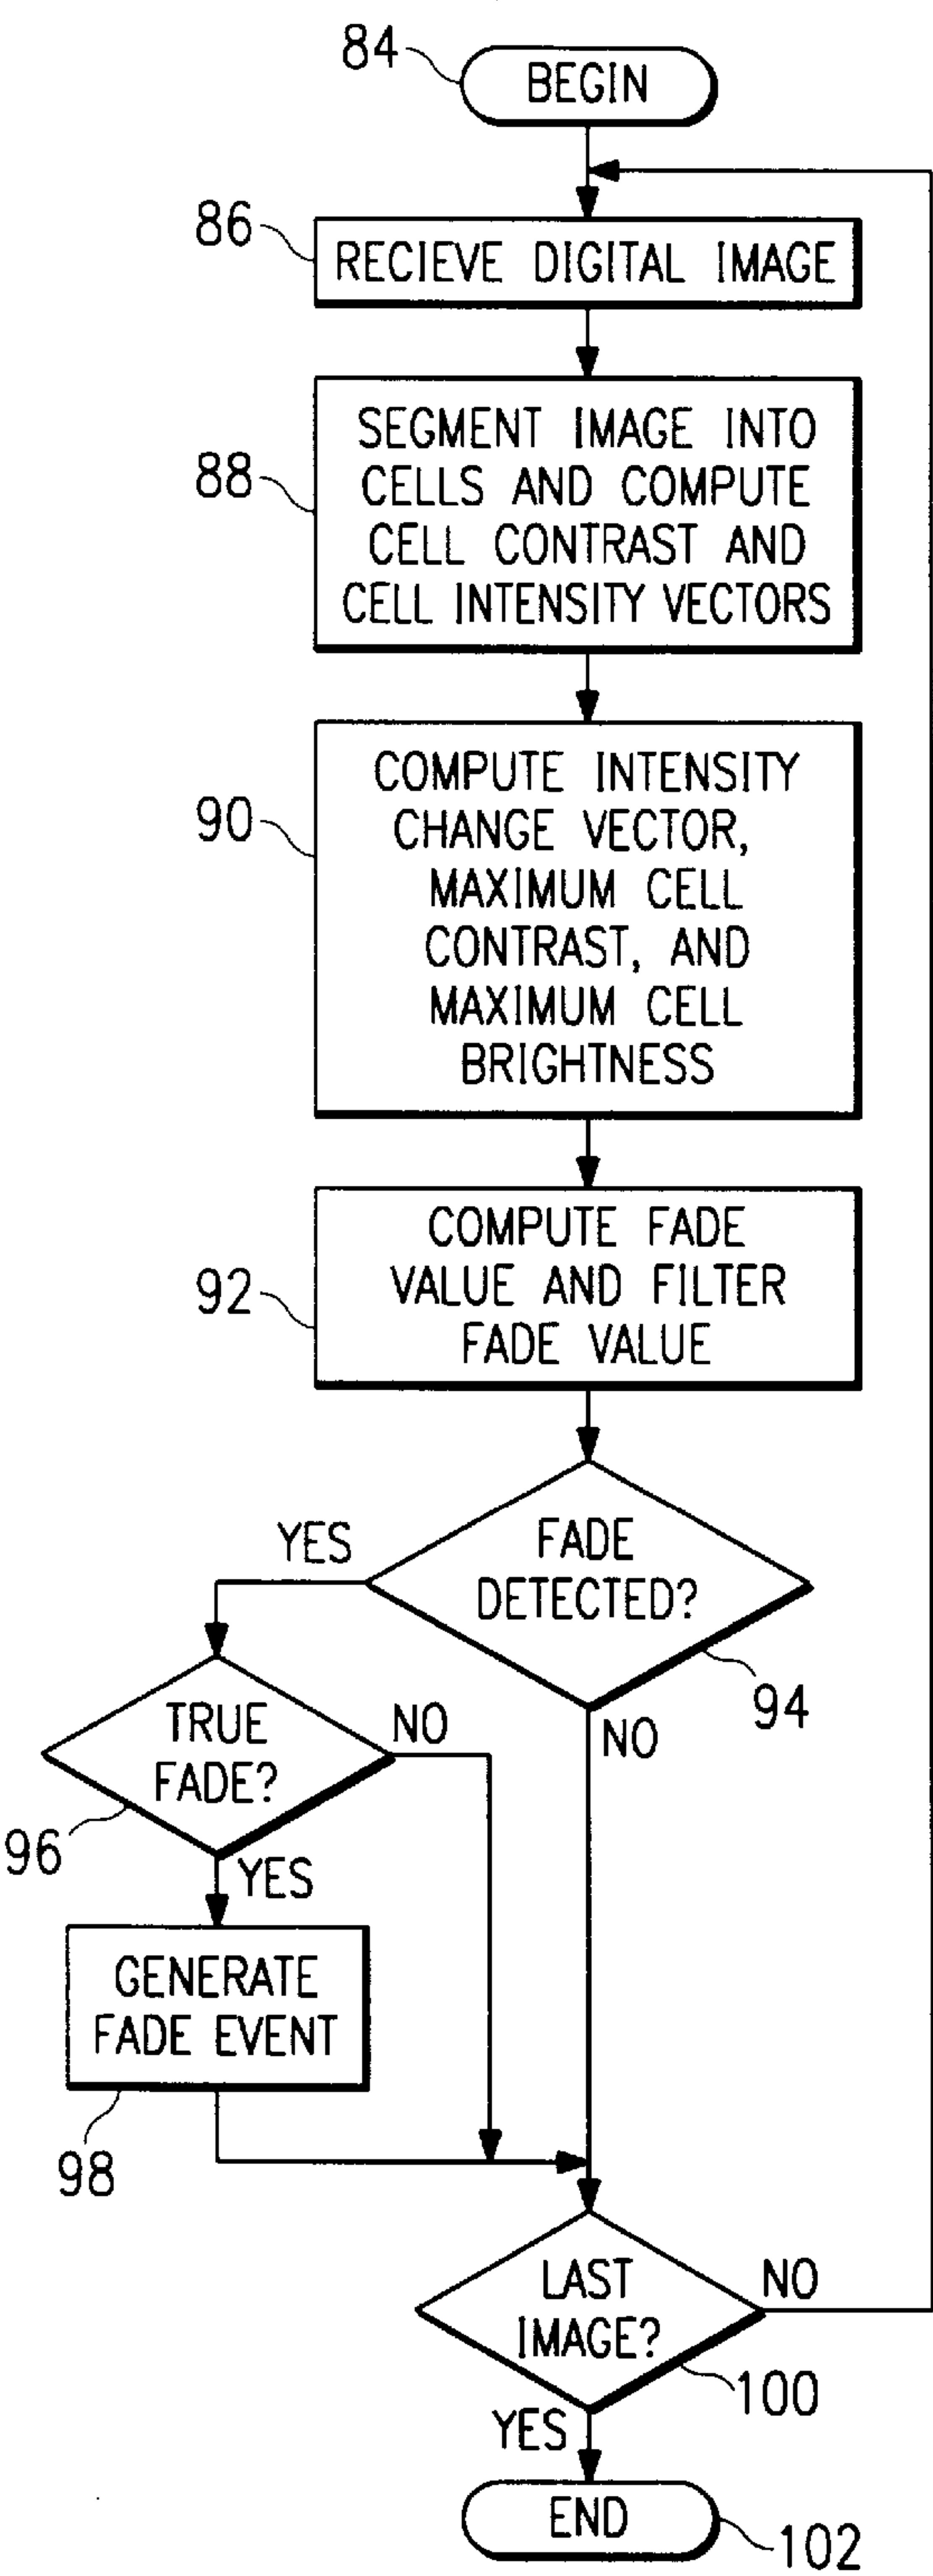 84
BEGIN
86
RECIEVE DIGITAL IMAGE
88
SEGMENT IMAGE INTO
CELLS AND COMPUTE
CELL CONTRAST AND
CELL INTENSITY VECTORS
90
COMPUTE INTENSITY
CHANGE VECTOR,
MAXIMUM CELL
CONTRAST, AND
MAXIMUM CELL
BRIGHTNESS
92
COMPUTE FADE
VALUE AND FILTER
FADE VALUE
YES
FADE
DETECTED?
94
NO
TRUE
FADE?
NO
96
YES
GENERATE
FADE EVENT
98
LAST
IMAGE?
NO
100
YES
END
102